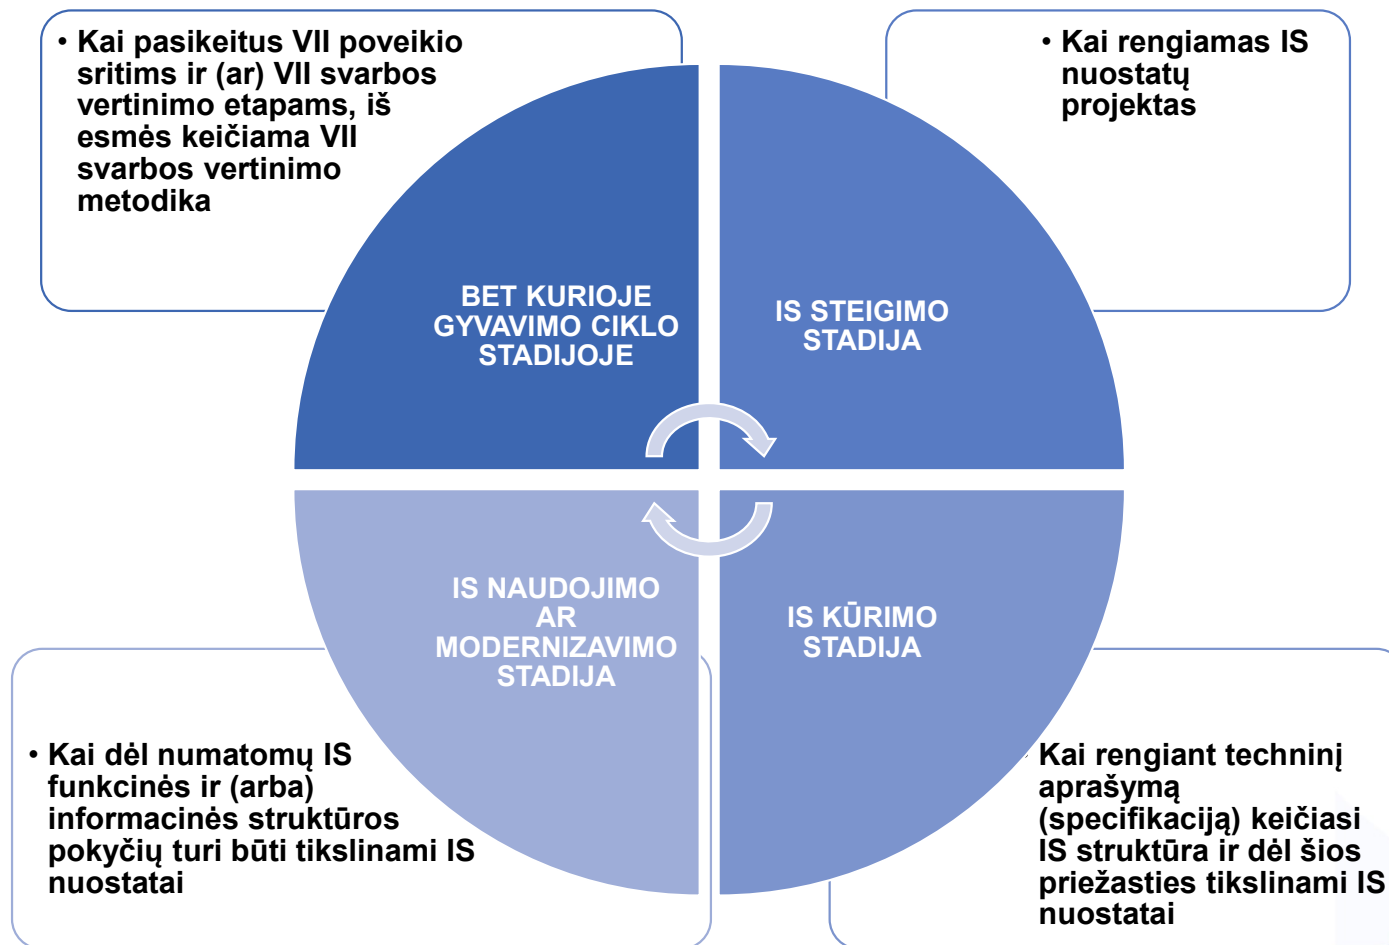 • Kai pasikeitus VII poveikio
sritims ir (ar) VII svarbos
vertinimo etapams, iš
esmės keičiama VII
svarbos vertinimo
metodika
• Kai rengiamas IS
nuostatų
projektas
BET KURIOJE
GYVAVIMO CIKLO
STADIJOJE
IS STEIGIMO
STADIJA
IS NAUDOJIMO
AR
MODERNIZAVIMO
STADIJA
IS KŪRIMO
STADIJA
• Kai dėl numatomų IS
funkcinės ir (arba)
informacinės struktūros
pokyčių turi būti tikslinami IS
nuostatai
Kai rengiant techninį
aprašymą
(specifikaciją) keičiasi
IS struktūra ir dėl šios
priežasties tikslinami IS
nuostatai